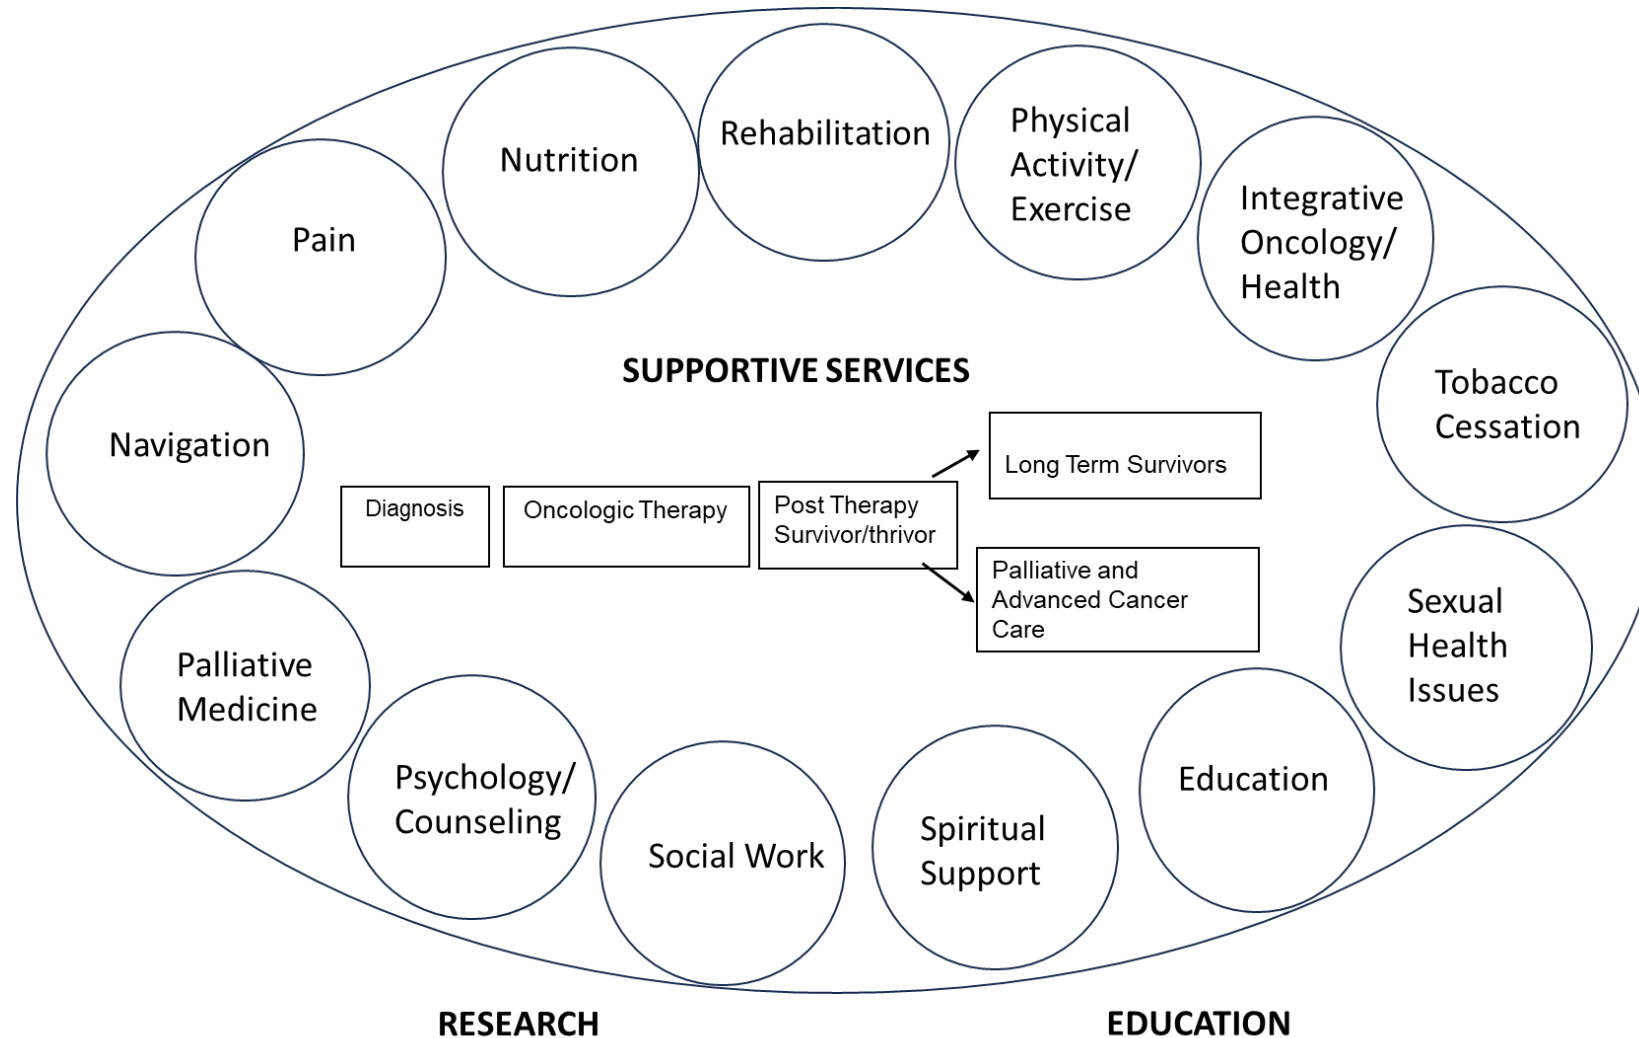 Rehabilitation
Physical
Activity/
Exercise
Nutrition
Integrative
Oncology/
Health
Pain
SUPPORTIVE SERVICES
Tobacco
Cessation
Navigation
Long Term Survivors
Diagnosis
Oncologic Therapy
Post Therapy
Survivor/thrivor
Palliative and
Advanced Cancer
Care
Sexual
Health
Issues
Palliative
Medicine
Psychology/
Counseling
Education
Social Work
Spiritual
Support
RESEARCH
EDUCATION